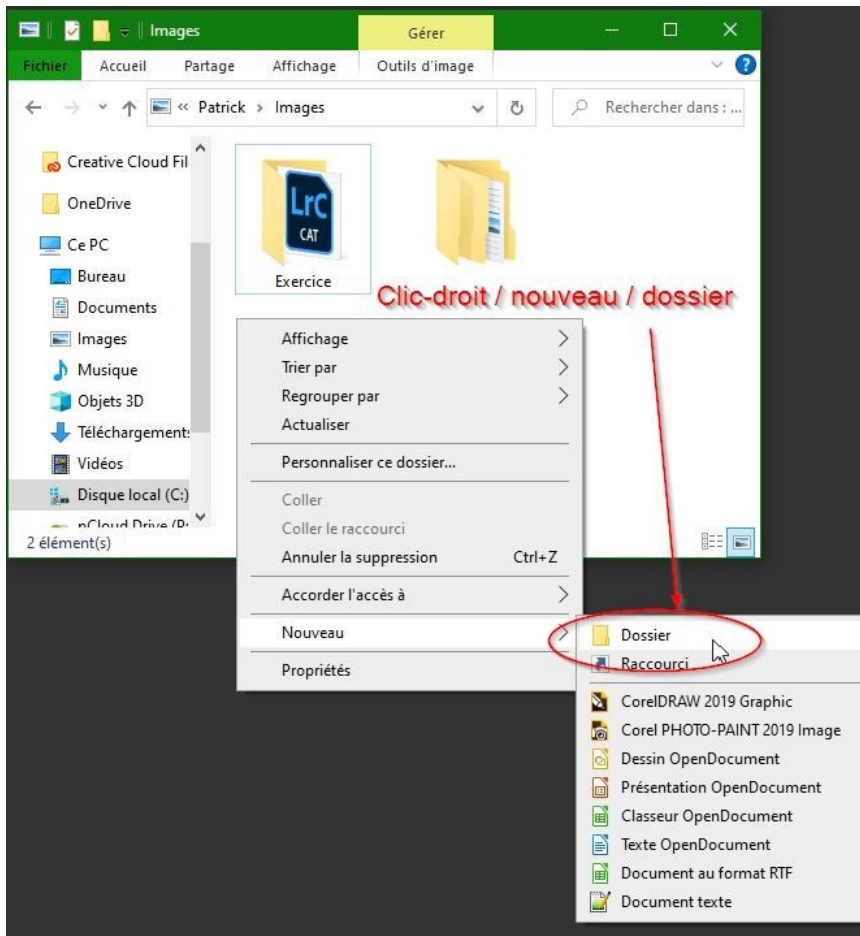 Images
Gérer
Fichier Accueil Partage Affichage Outils d'image
« Patrick > Images
Rechercher dans : ...
Creative Cloud Fil
OneDrive
Ce PC
Bureau
Documents
Images
Musique
Objets 3D
Téléchargements
Vidéos
Disque local (C:)
pCloud Drive (P:
2 élément(s)
LrC
CAT
Exercice
Clic-droit / nouveau / dossier
Affichage
Trier par
Regrouper par
Actualiser
Personnaliser ce dossier...
Coller
Coller le raccourci
Annuler la suppression Ctrl+Z
Accorder l'accès à
Nouveau
Propriétés
Dossier
Raccourci
CorelDRAW 2019 Graphic
Corel PHOTO-PAINT 2019 Image
Dessin OpenDocument
Présentation OpenDocument
Classeur OpenDocument
Texte OpenDocument
Document au format RTF
Document texte